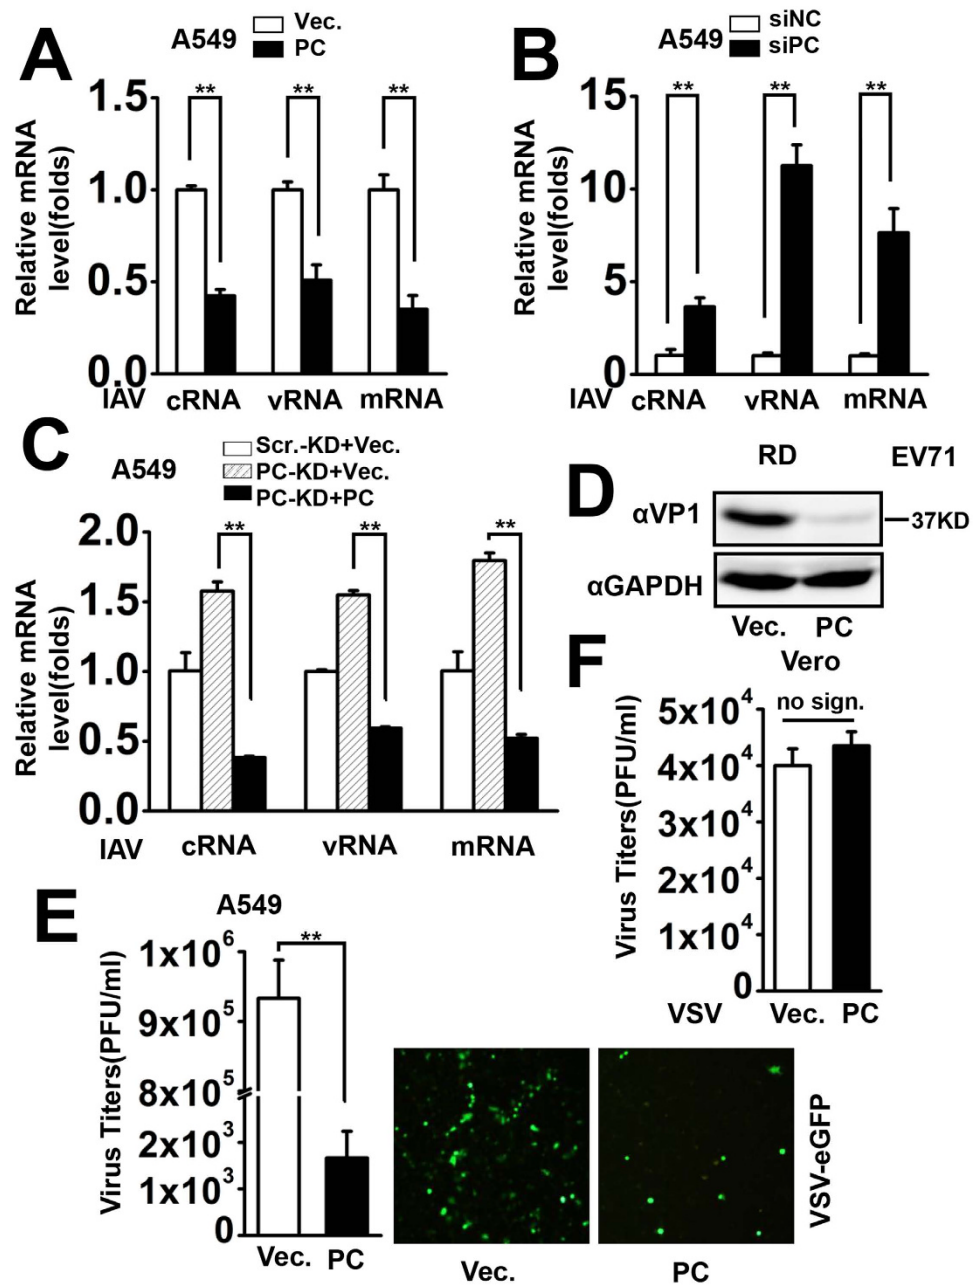 A
A549
Vec.
PC
Relative mRNA
level(folds)
1.5
1.0
0.5
0.0
** ** **
IAV cRNA vRNA mRNA
B
A549
siNC
siPC
Relative mRNA
level(folds)
15
10
5
0
** ** **
IAV cRNA vRNA mRNA
C
A549
Scr.-KD+Vec.
PC-KD+Vec.
PC-KD+PC
Relative mRNA
level(folds)
2.0
1.5
1.0
0.5
0.0
** ** **
IAV cRNA vRNA mRNA
D
RD EV71
αVP1
37KD
αGAPDH
Vec. PC
E
A549
Virus Titers(PFU/ml)
1x10⁶
9x10⁵
8x10⁵
2x10³
1x10³
0
**
Vec. PC
Vec. PC
VSV-eGFP
F
Vero
no sign.
Virus Titers(PFU/ml)
5x10⁴
4x10⁴
3x10⁴
2x10⁴
1x10⁴
0
VSV Vec. PC